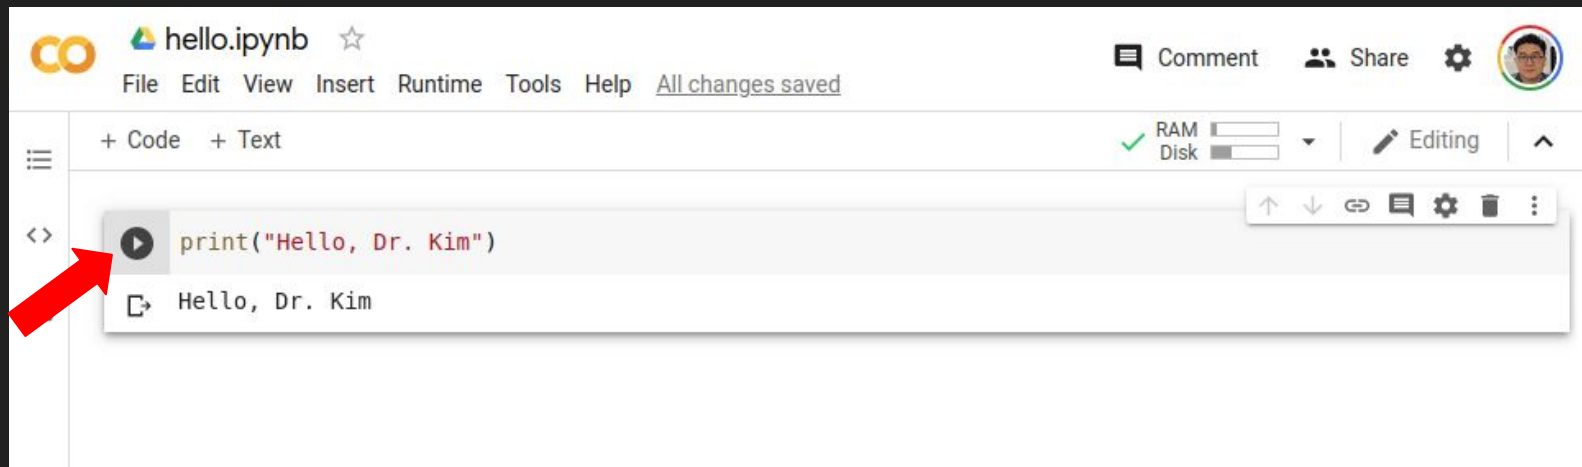 hello.ipynb
Comment Share
File Edit View Insert Runtime Tools Help All changes saved
+ Code + Text
RAM
Disk
Editing
print("Hello, Dr. Kim")
Hello, Dr. Kim